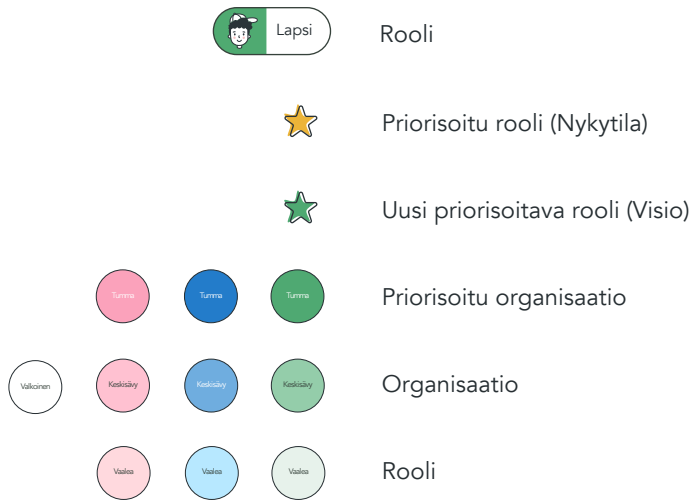 Lapsi Rooli
Priorisoitu rooli (Nykytila)
Uusi priorisoitava rooli (Visio)
Tumma Tumma Tumma Priorisoitu organisaatio
Valkoinen Keskisävy Keskisävy Keskisävy Organisaatio
Vaalea Vaalea Vaalea Rooli